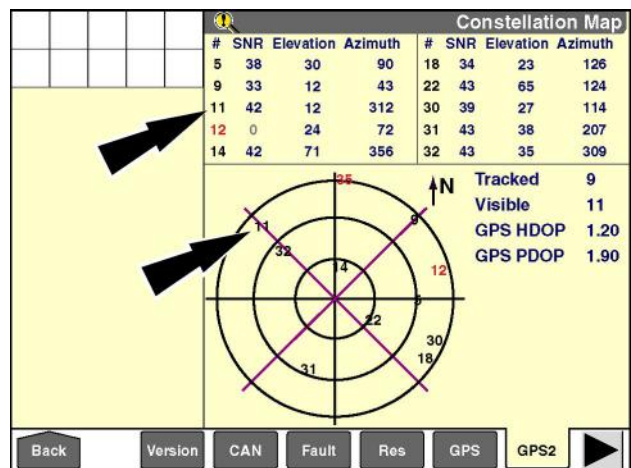 Constellation Map
# SNR Elevation Azimuth # SNR Elevation Azimuth
5 38 30 90 18 34 23 126
9 33 12 43 22 43 65 124
11 42 12 312 30 39 27 114
12 0 24 72 31 43 38 207
14 42 71 356 32 43 35 309
35 N Tracked 9
Visible 11
11 9 GPS HDOP 1.20
32 GPS PDOP 1.90
14 12
5
22
30
18
31
Back Version CAN Fault Res GPS GPS2